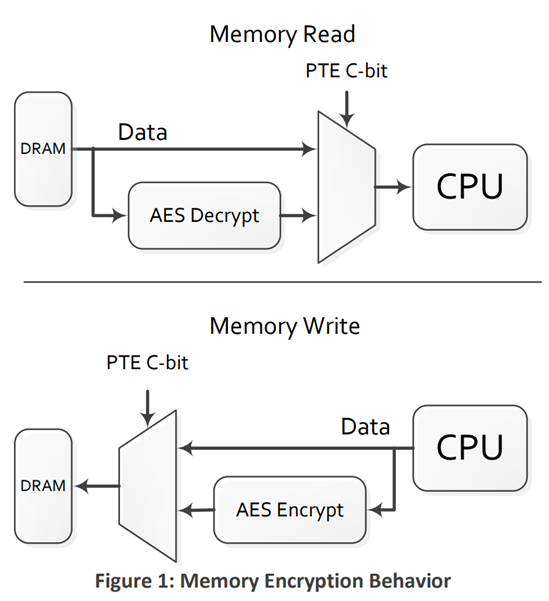 Memory Read
PTE C-bit
DRAM
Data
AES Decrypt
CPU
Memory Write
PTE C-bit
DRAM
Data
AES Encrypt
CPU
Figure 1: Memory Encryption Behavior